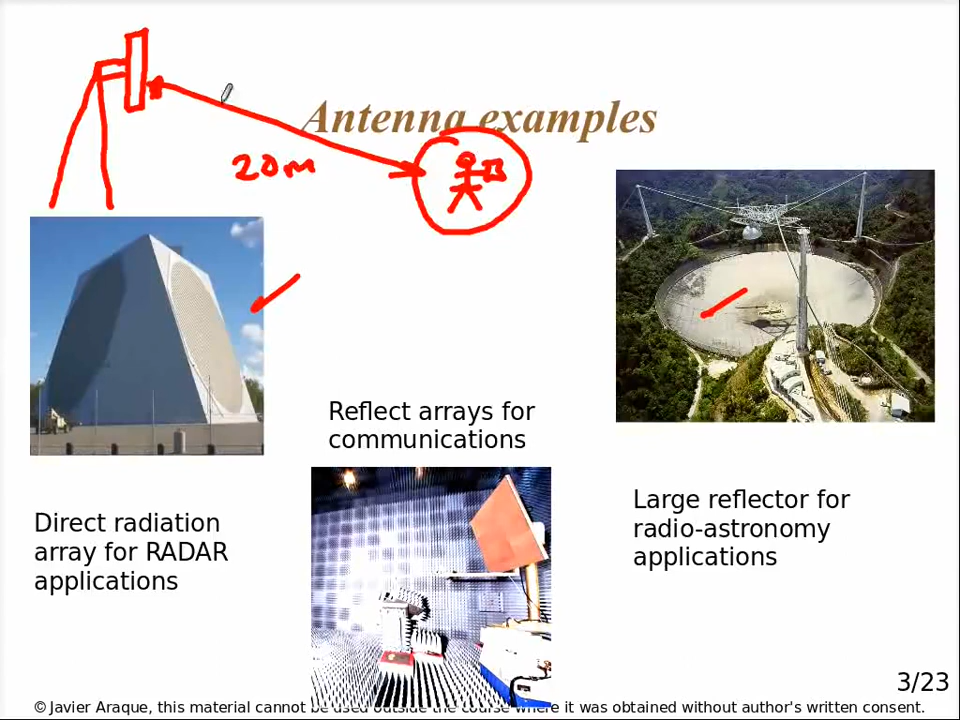 Antenna examples
20m
Reflect arrays for
communications
Direct radiation
array for RADAR
applications
Large reflector for
radio-astronomy
applications
3/23
© Javier Araque, this material cannot be used outside the course where it was obtained without author's written consent.